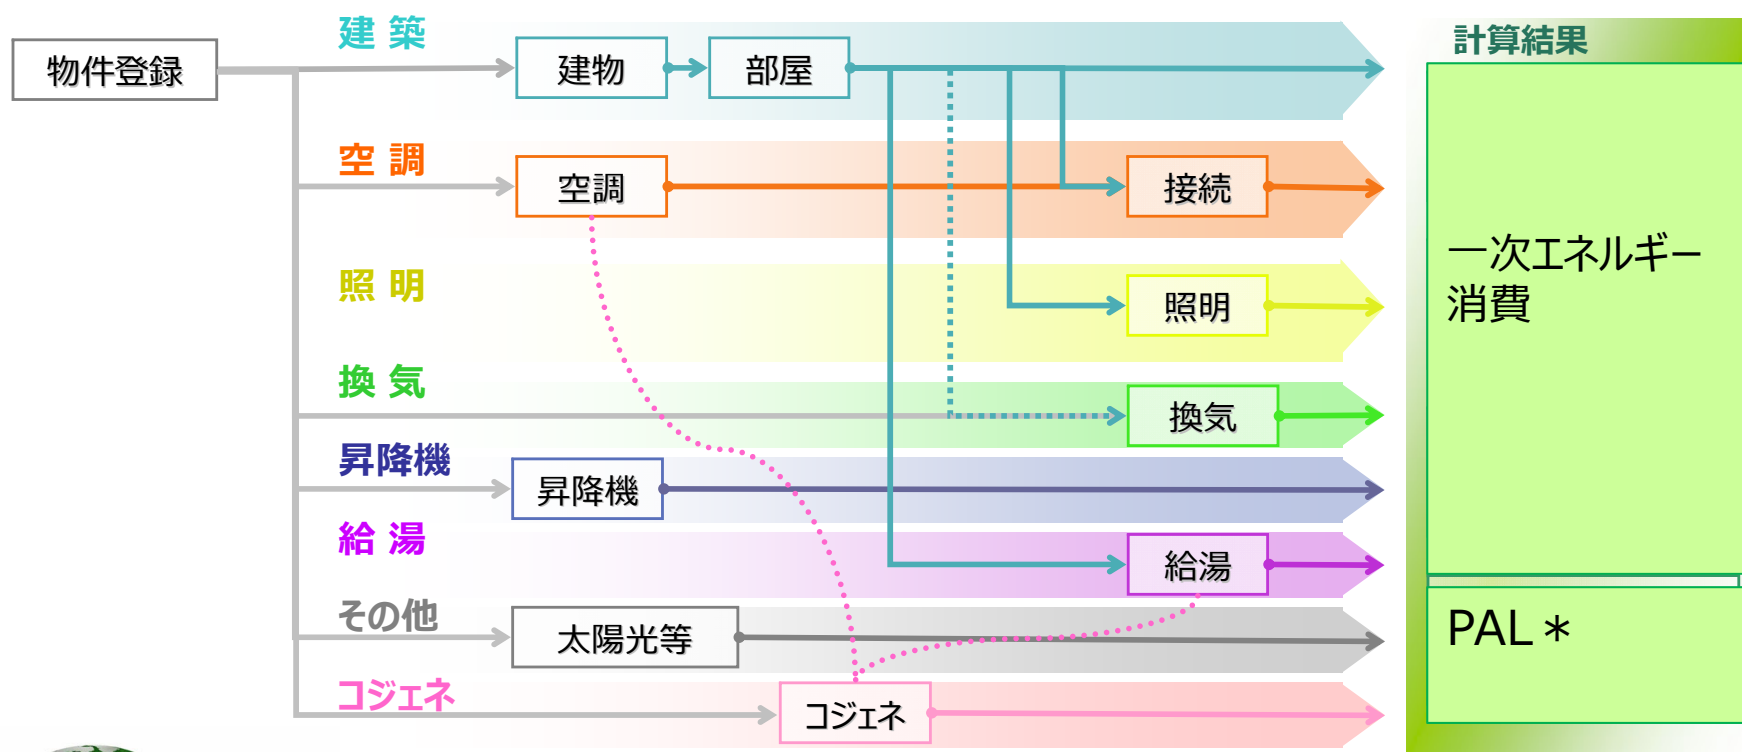 建 築
計算結果
物件登録
建物
部屋
空 調
空調
接続
一次エネルギー
消費
照 明
照明
換 気
換気
昇降機
昇降機
給 湯
給湯
その他
太陽光等
PAL＊
コジェネ
コジェネ